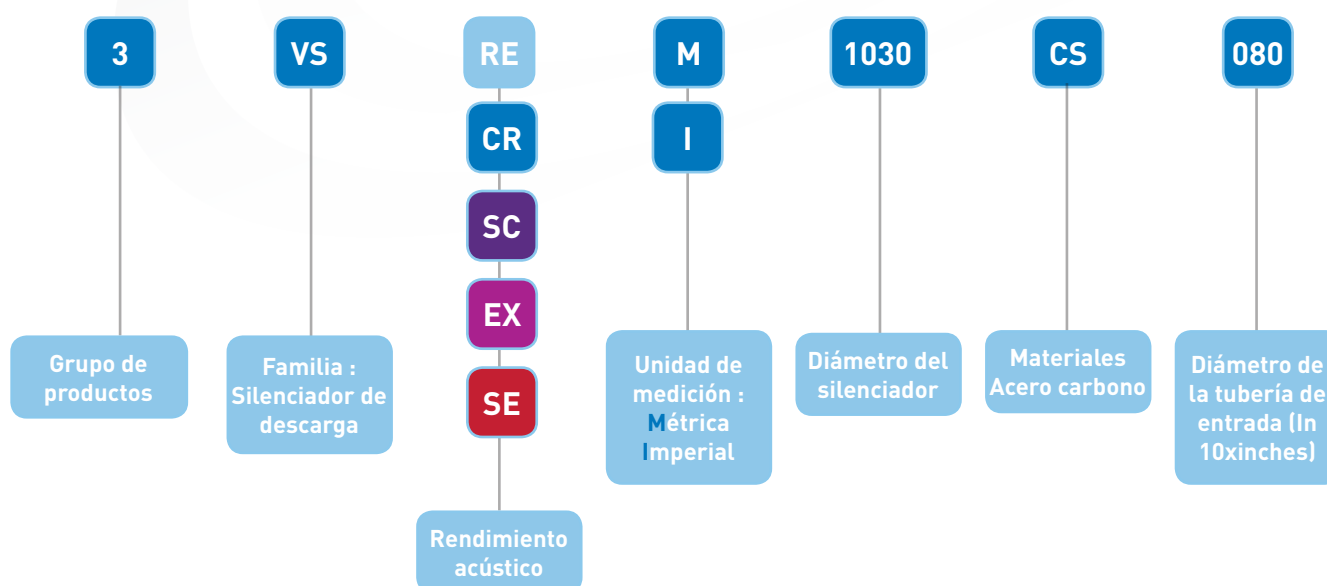 3
VS
RE
M
1030
CS
080
CR
I
SC
EX
SE
Grupo de
productos
Familia :
Silenciador de
descarga
Rendimiento
acústico
Unidad de
medición :
Métrica
Imperial
Diámetro del
silenciador
Materiales
Acero carbono
Diámetro de
la tubería de
entrada (In
10xinches)